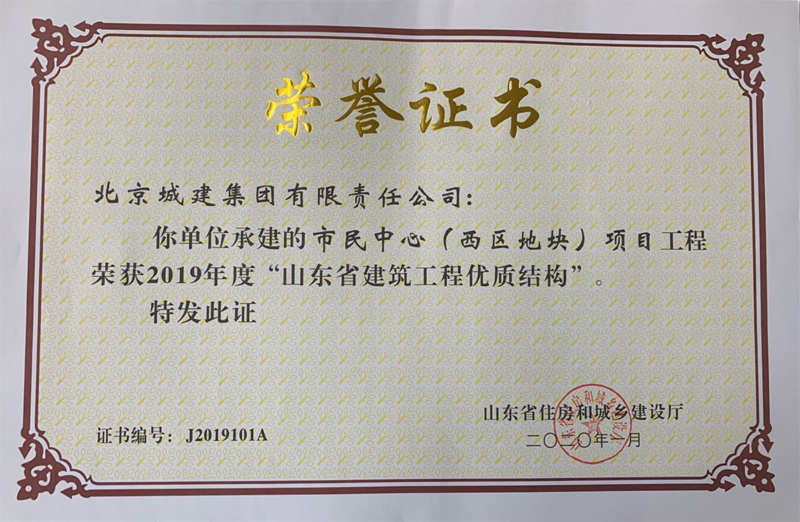 荣誉证书
北京城建集团有限责任公司:
你单位承建的市民中心（西区地块）项目工程
荣获2019年度“山东省建筑工程优质结构”。
特发此证
山东省住房和城乡建设厅
证书编号: J2019101A
二〇二〇年一月